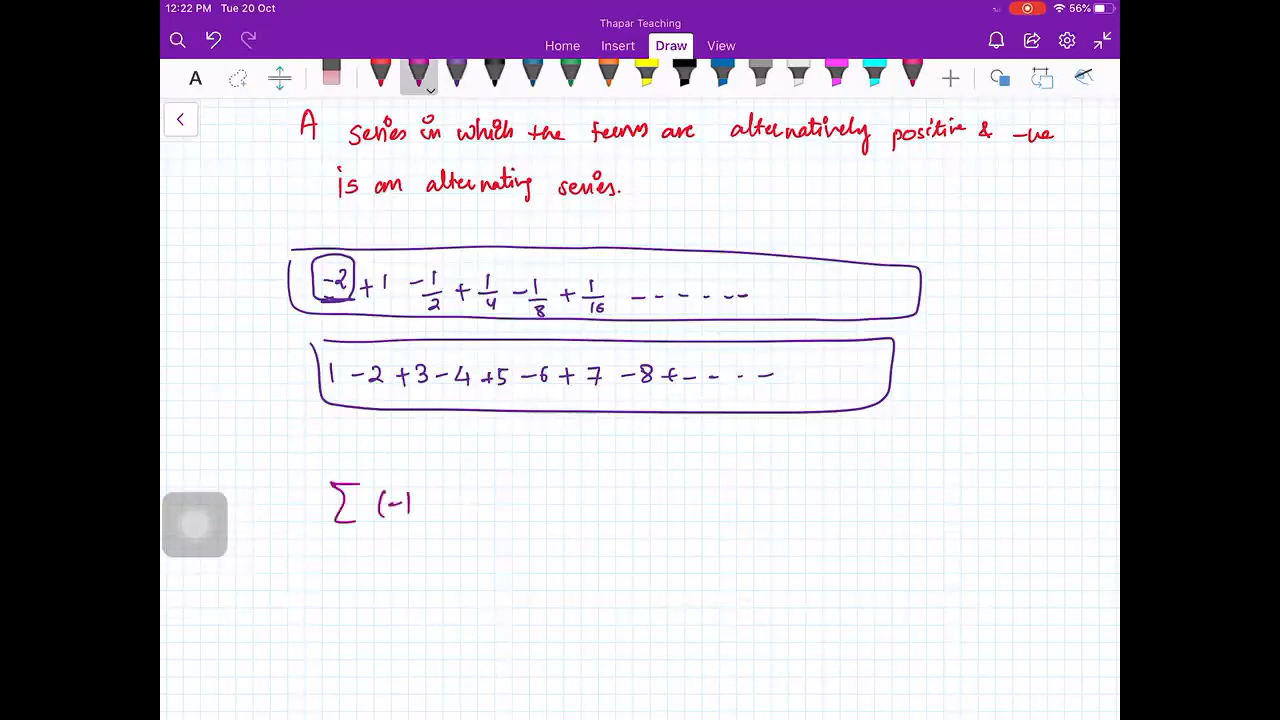 12:22 PM Tue 20 Oct
56%
Thapar Teaching
Home Insert Draw View
A
A series in which the terms are alternatively positive & -ve
is an alternating series.
-2 + 1 - 1/2 + 1/4 - 1/8 + 1/16 - - - - - -
1 - 2 + 3 - 4 + 5 - 6 + 7 - 8 + - - - -
∑ (-1